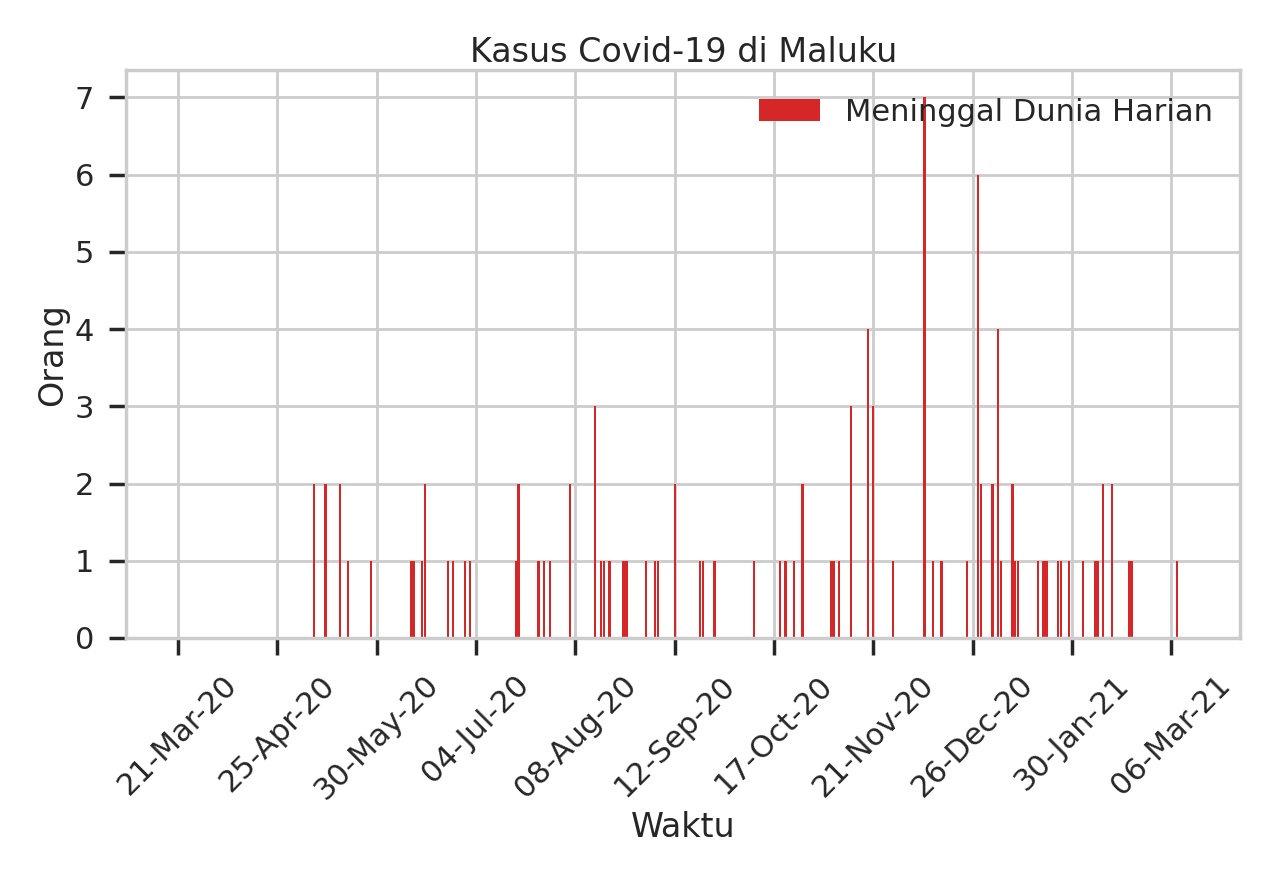 Kasus Covid-19 di Maluku
Meninggal Dunia Harian
7
6
5
4
3
2
1
0
Orang
21-Mar-20
25-Apr-20
30-May-20
04-Jul-20
08-Aug-20
12-Sep-20
17-Oct-20
21-Nov-20
26-Dec-20
30-Jan-21
06-Mar-21
Waktu